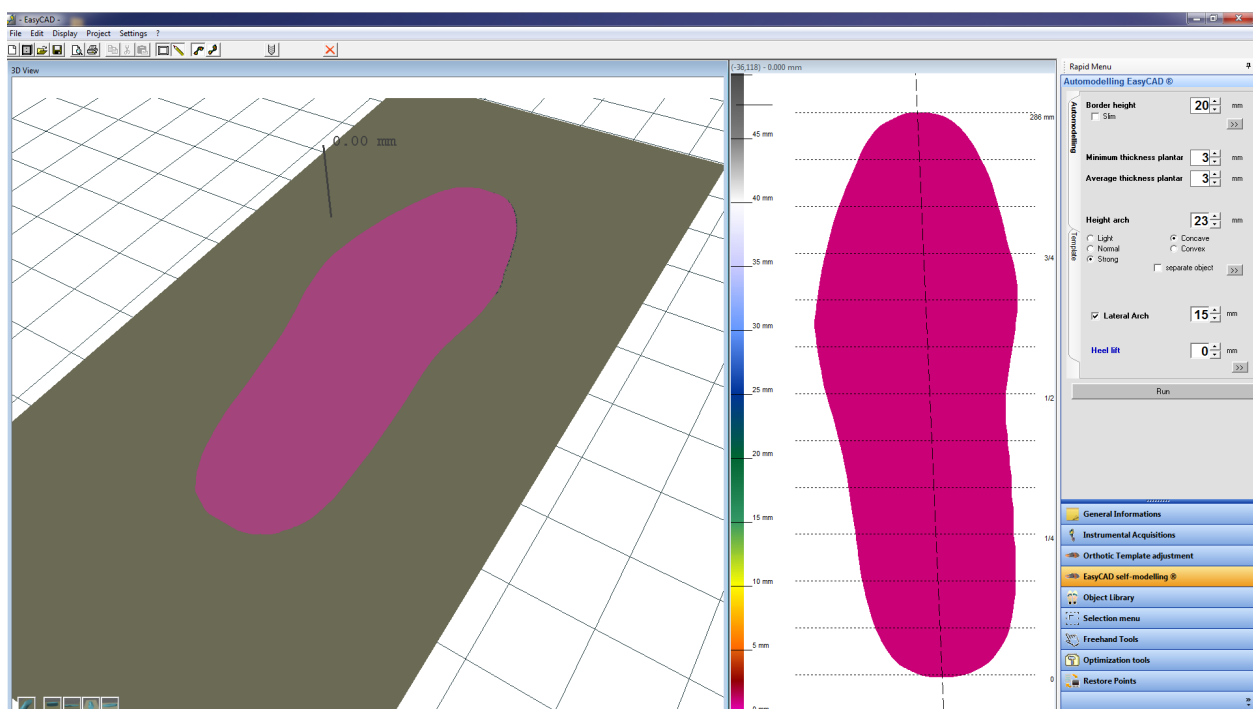 - EasyCAD -
File Edit Display Project Settings ?
3D View
0.00 mm
(-36,118) - 0.000 mm
45 mm
40 mm
35 mm
30 mm
25 mm
20 mm
15 mm
10 mm
5 mm
0 mm
286 mm
3/4
1/2
1/4
0
Rapid Menu
Automodelling EasyCAD ®
Automodelling
Template
Border height 20 mm
Slim
>>
Minimum thickness plantar 3 mm
Average thickness plantar 3 mm
Height arch 23 mm
Light Concave
Normal Convex
Strong
separate object >>
Lateral Arch 15 mm
Heel lift 0 mm
>>
Run
General Informations
Instrumental Acquisitions
Orthotic Template adjustment
EasyCAD self-modelling ®
Object Library
Selection menu
Freehand Tools
Optimization tools
Restore Points